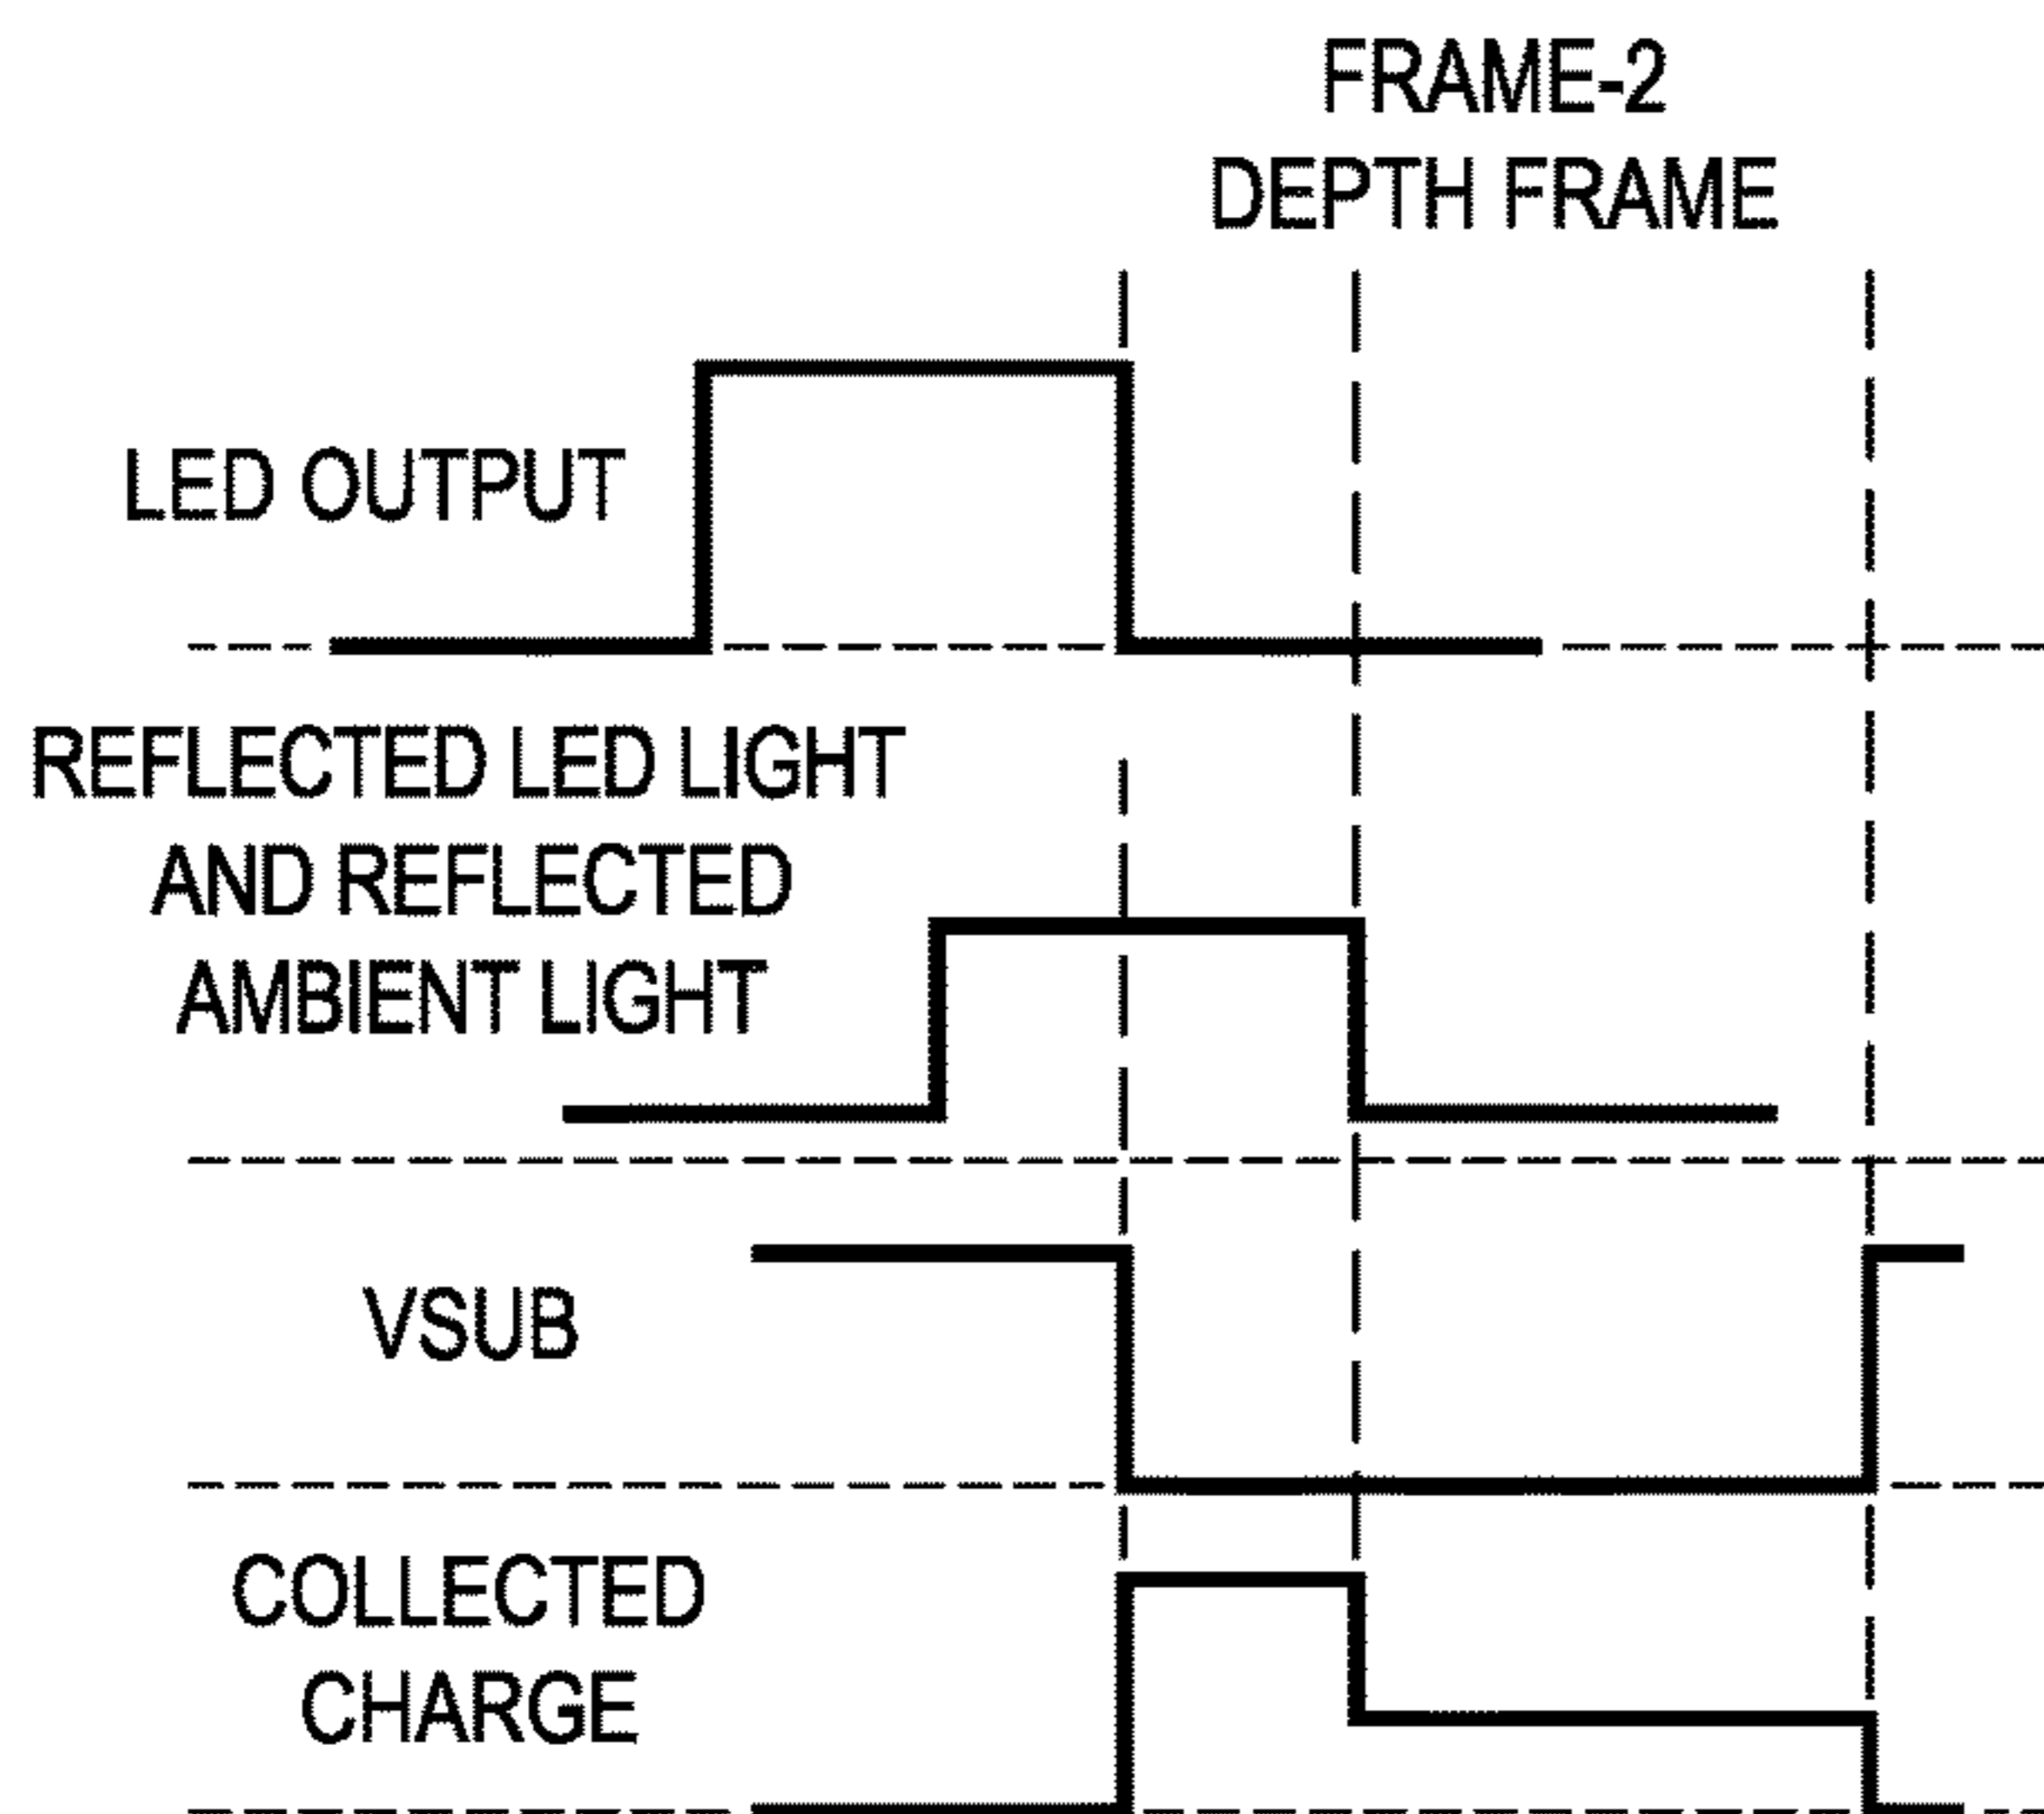 FRAME-2
DEPTH FRAME
LED OUTPUT
REFLECTED LED LIGHT
AND REFLECTED
AMBIENT LIGHT
VSUB
COLLECTED
CHARGE